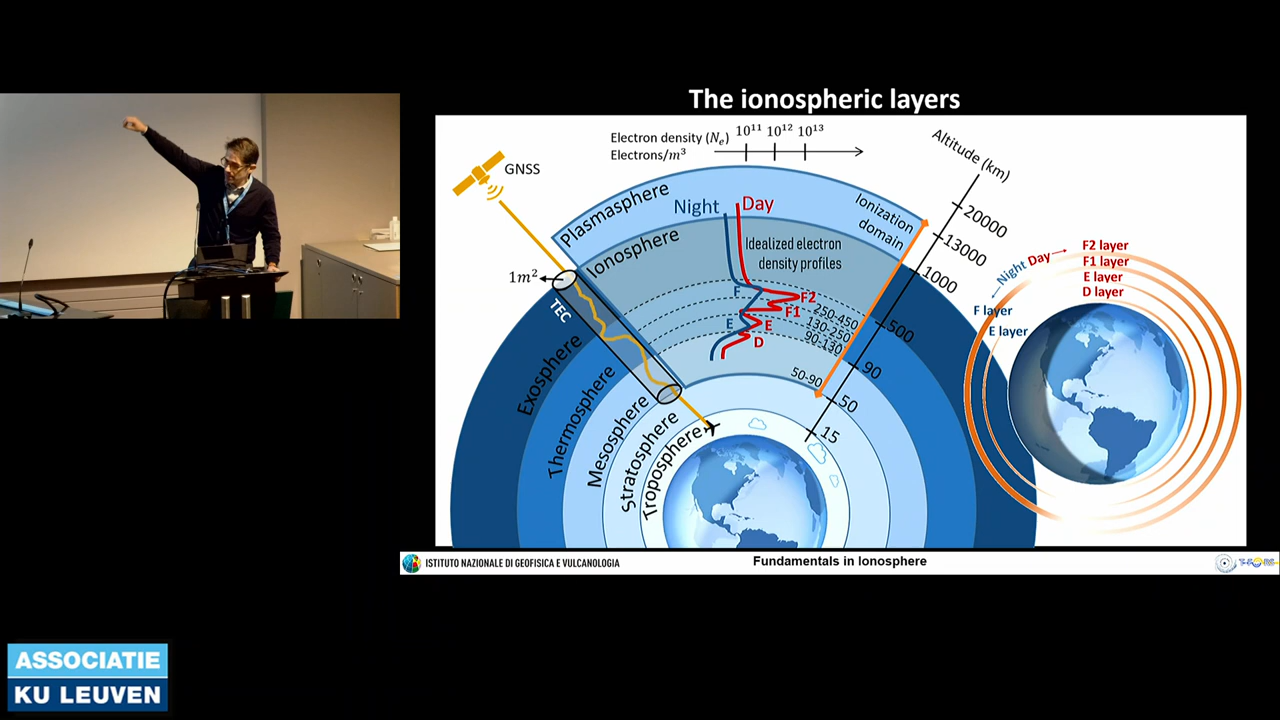 The ionospheric layers
Electron density (Nₑ)
Electrons/m³
10¹¹ 10¹² 10¹³
Altitude (km)
GNSS
Plasmasphere
Night
Day
Ionization
domain
Ionosphere
Idealized electron
density profiles
1m²
TEC
F
F2
F1
E
E
D
250-450
130-250
90-130
50-90
20000
13000
1000
500
90
50
15
Exosphere
Thermosphere
Mesosphere
Stratosphere
Troposphere
Night Day
F2 layer
F1 layer
E layer
D layer
F layer
E layer
ISTITUTO NAZIONALE DI GEOFISICA E VULCANOLOGIA
Fundamentals in Ionosphere
ASSOCIATIE
KU LEUVEN